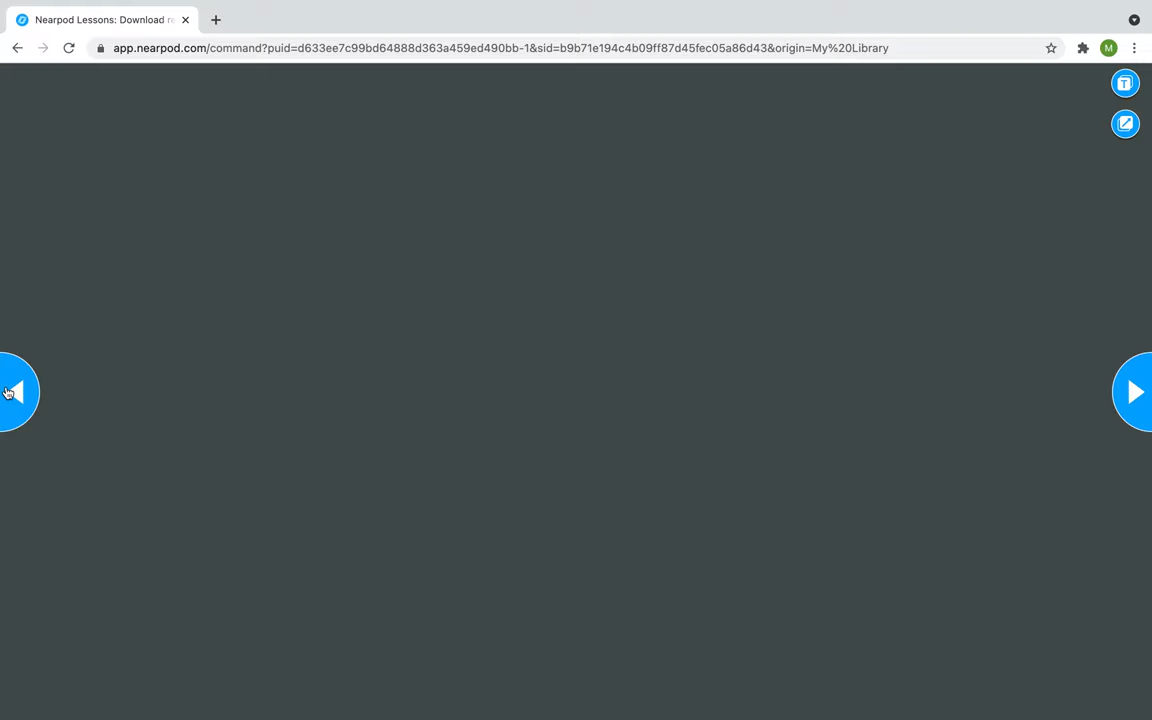 Nearpod Lessons: Download re
app.nearpod.com/command?puid=d633ee7c99bd64888d363a459ed490bb-1&sid=b9b71e194c4b09ff87d45fec05a86d43&origin=My%20Library
M
T